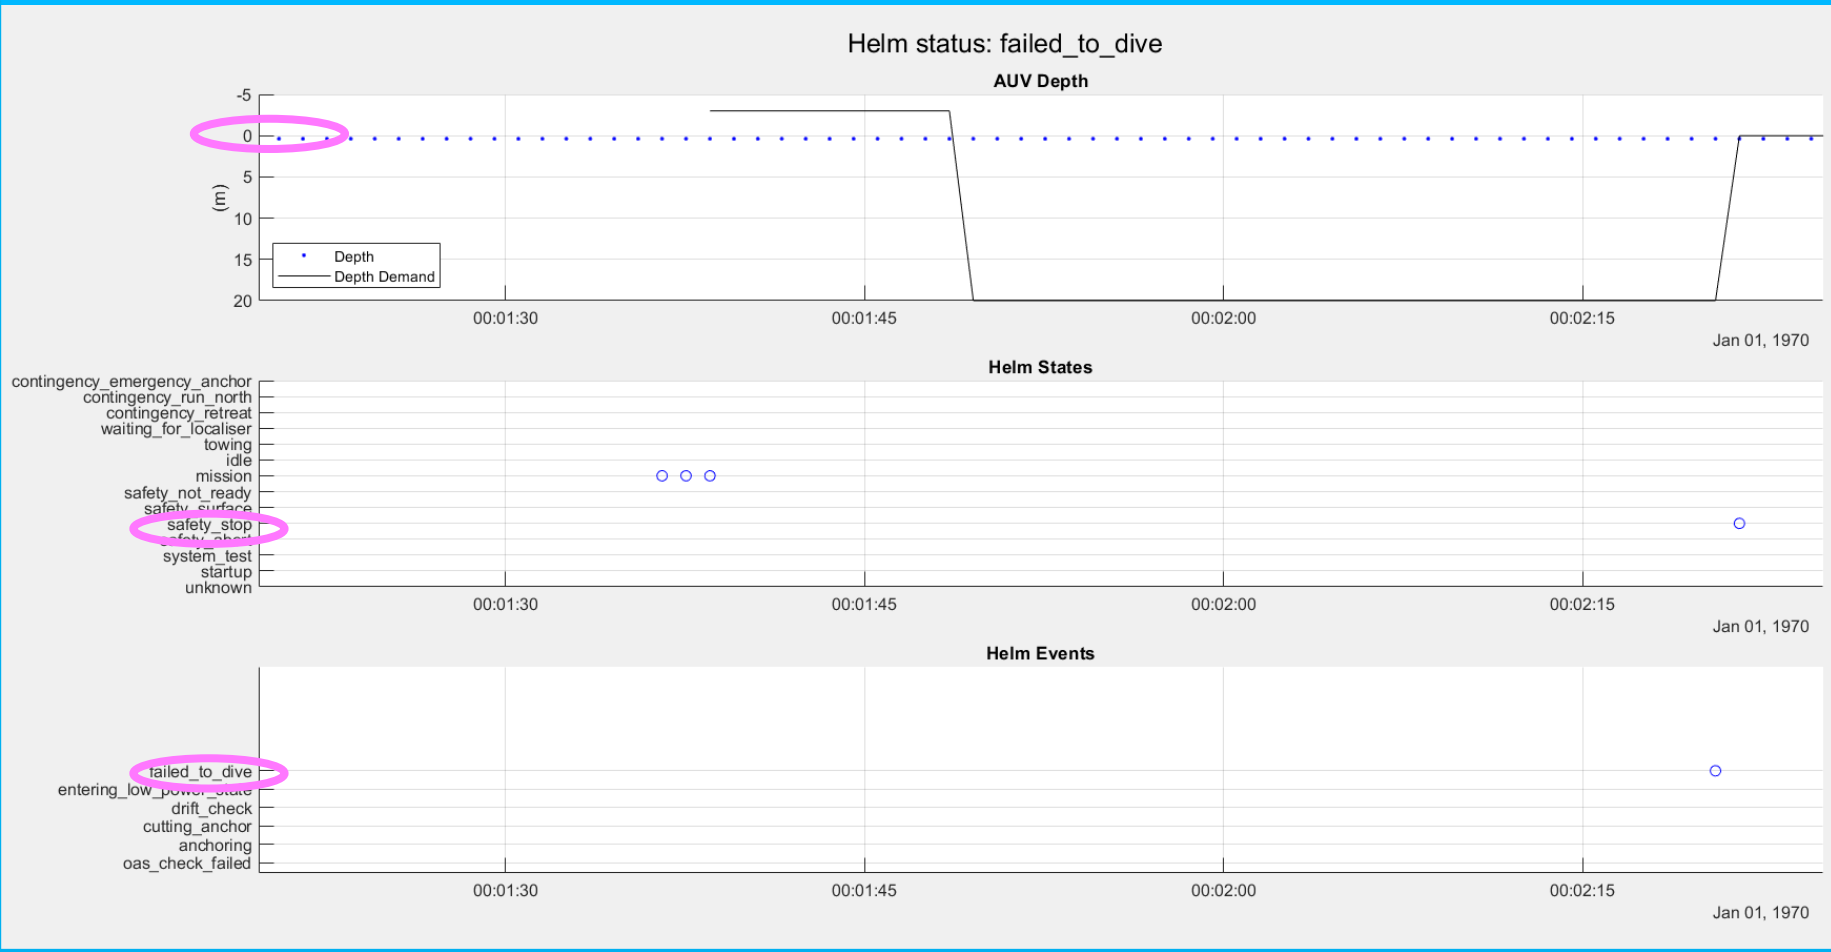 Helm status: failed_to_dive
AUV Depth
-5
0
5
(m)
10
15
20
Depth
Depth Demand
00:01:30 00:01:45 00:02:00 00:02:15
Jan 01, 1970
Helm States
contingency_emergency_anchor
contingency_run_north
contingency_retreat
waiting_for_localiser
towing
idle
mission
safety_not_ready
safety_surface
safety_stop
safety_abort
system_test
startup
unknown
00:01:30 00:01:45 00:02:00 00:02:15
Jan 01, 1970
Helm Events
failed_to_dive
entering_low_power_state
drift_check
cutting_anchor
anchoring
oas_check_failed
00:01:30 00:01:45 00:02:00 00:02:15
Jan 01, 1970